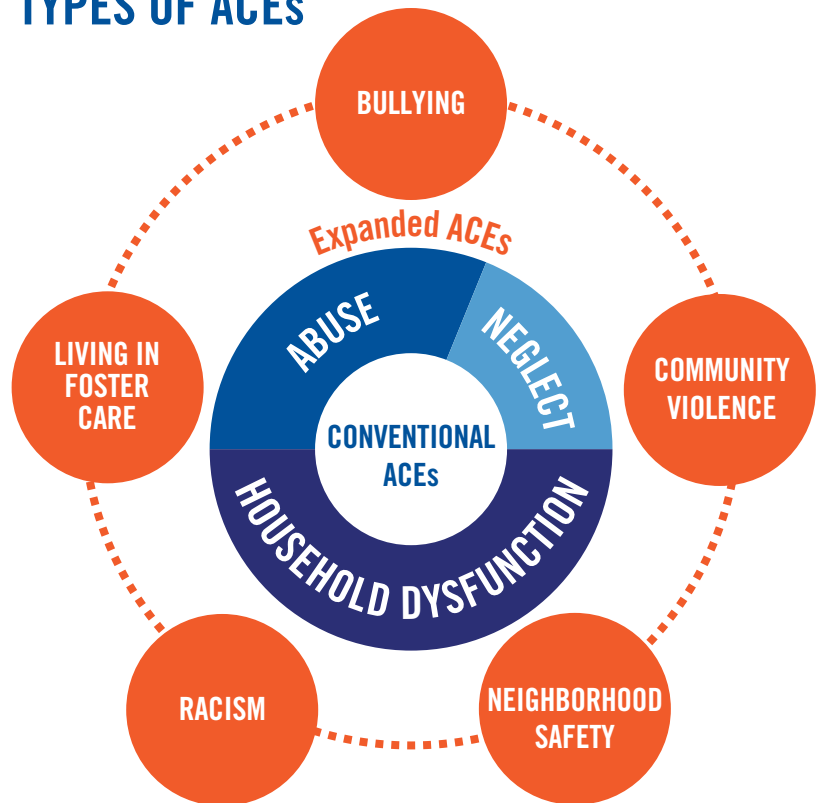 TYPES OF ACEs
BULLYING
Expanded ACEs
ABUSE
NEGLECT
LIVING IN
FOSTER
CARE
COMMUNITY
VIOLENCE
CONVENTIONAL
ACEs
HOUSEHOLD DYSFUNCTION
RACISM
NEIGHBORHOOD
SAFETY